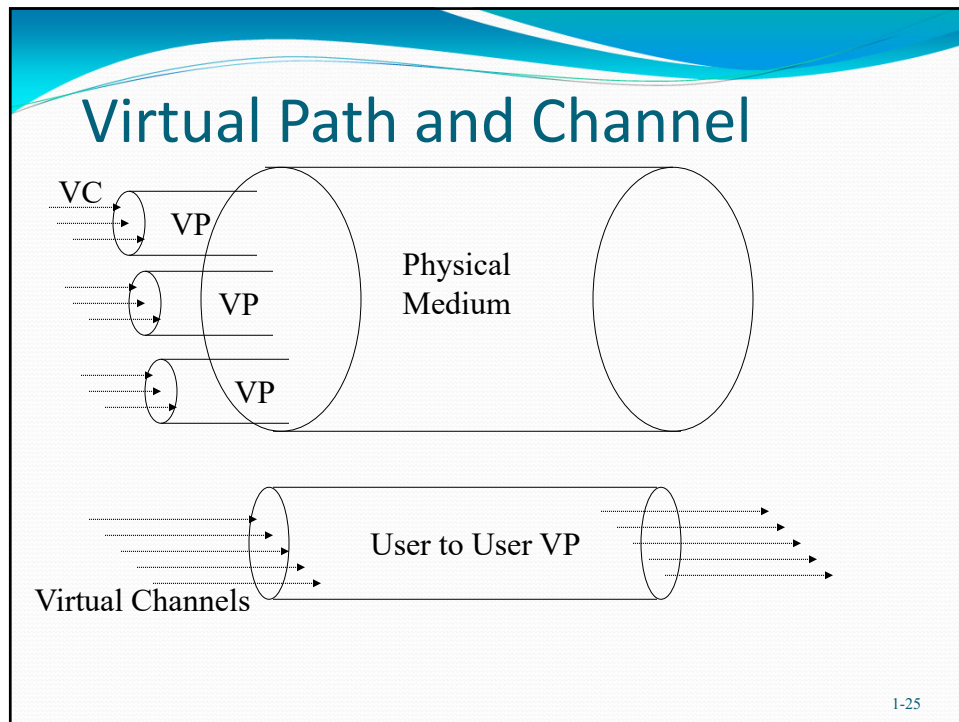 Virtual Path and Channel
VC
VP
Physical
Medium
VP
VP
User to User VP
Virtual Channels
1-25